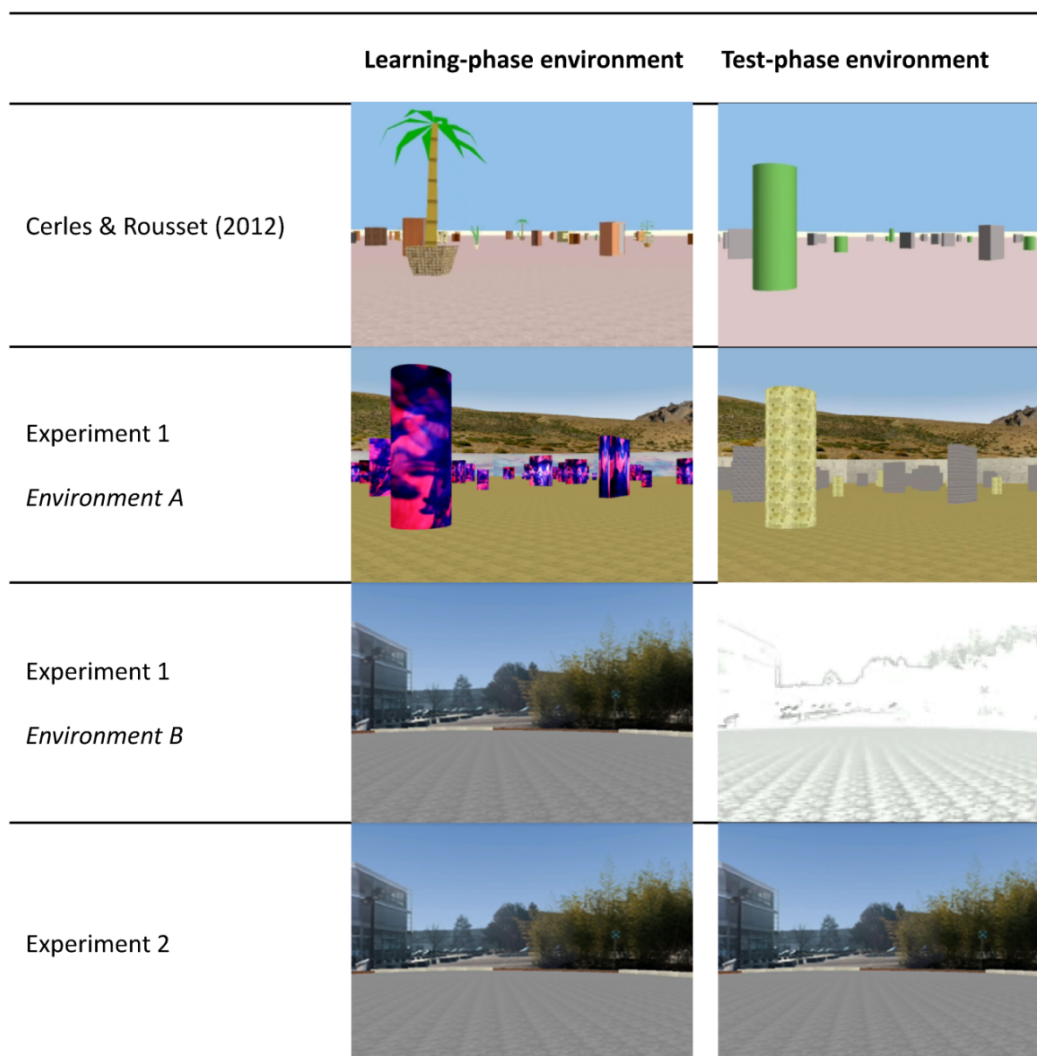 Learning-phase environment Test-phase environment
Cerles & Rousset (2012)
Experiment 1
Environment A
Experiment 1
Environment B
Experiment 2